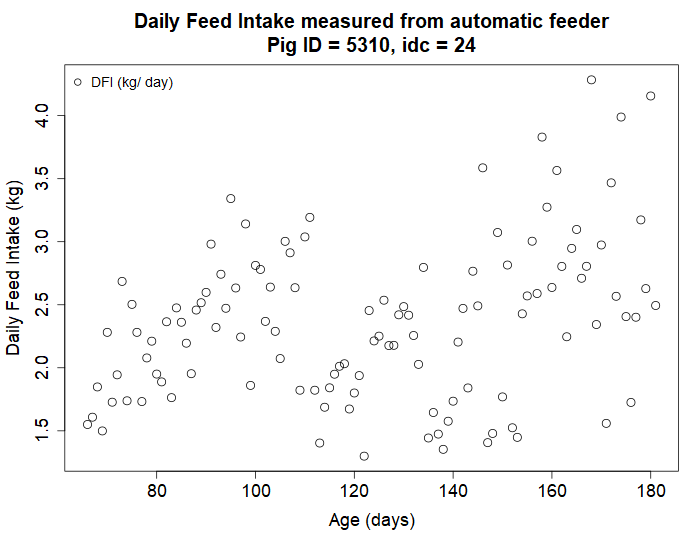 Daily Feed Intake measured from automatic feeder
Pig ID = 5310, idc = 24
DFI (kg/ day)
Daily Feed Intake (kg)
4.0
3.5
3.0
2.5
2.0
1.5
80 100 120 140 160 180
Age (days)